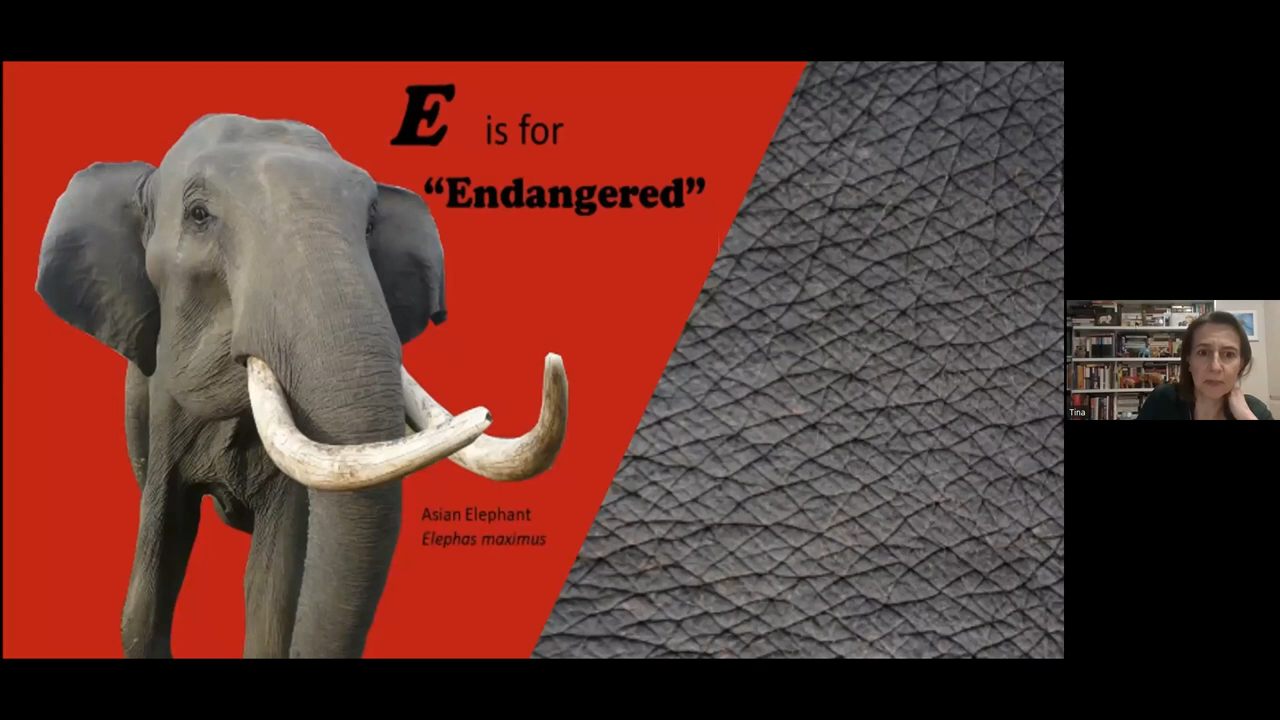 E is for
“Endangered”
Asian Elephant
Elephas maximus
Tina